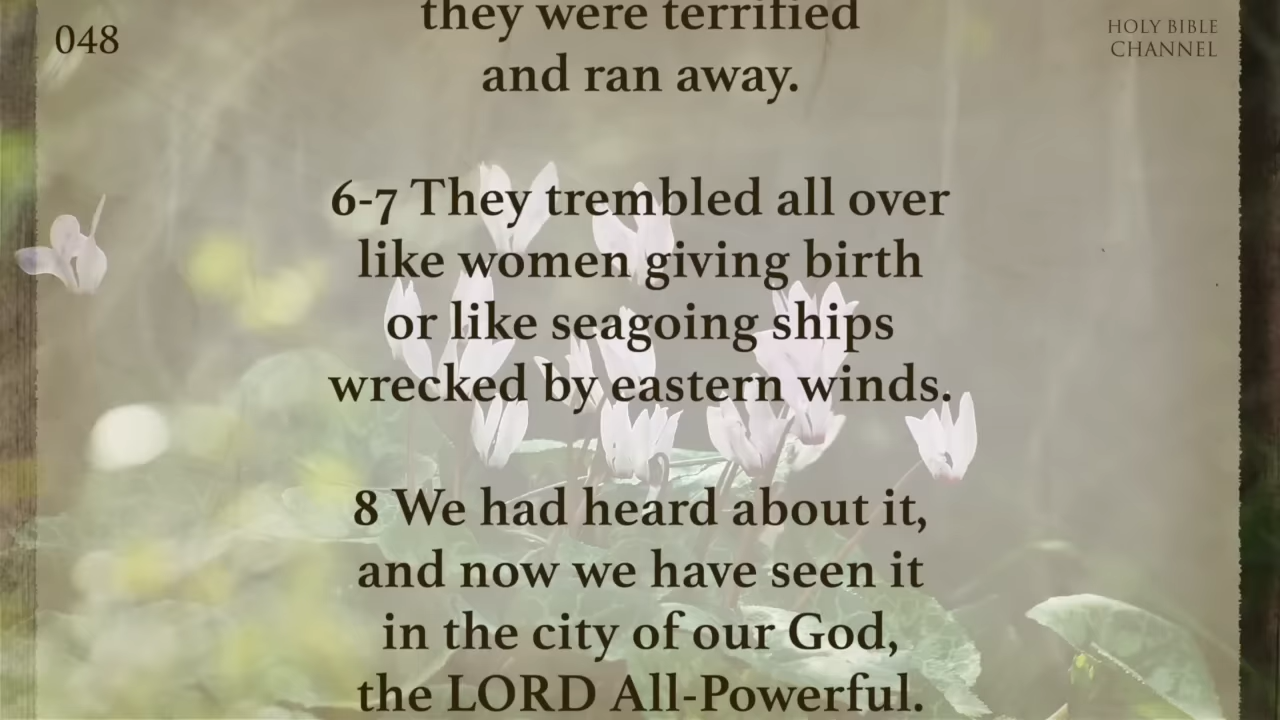 048
HOLY BIBLE
CHANNEL
they were terrified
and ran away.
6-7 They trembled all over
like women giving birth
or like seagoing ships
wrecked by eastern winds.
8 We had heard about it,
and now we have seen it
in the city of our God,
the LORD All-Powerful.